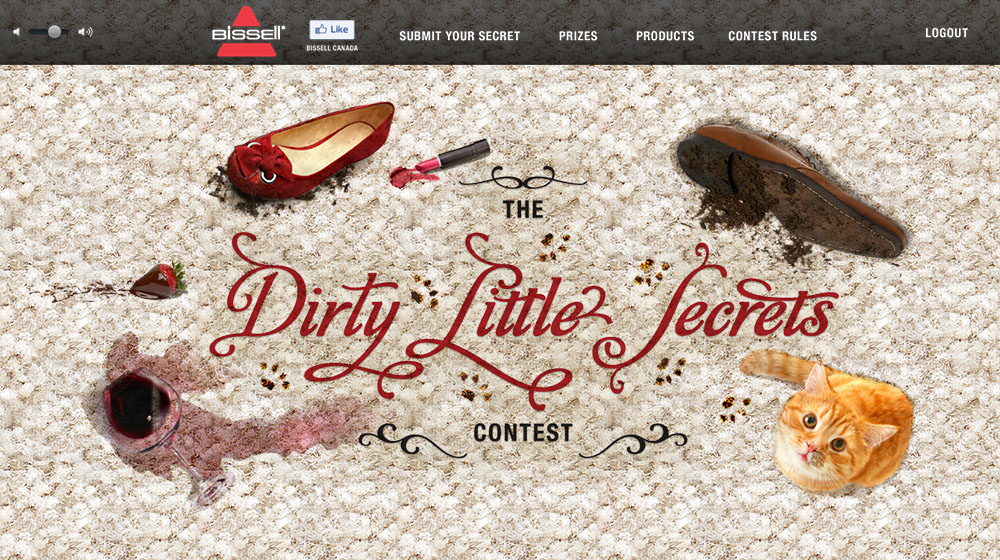 BISSELL®
Like
BISSELL CANADA
SUBMIT YOUR SECRET
PRIZES
PRODUCTS
CONTEST RULES
LOGOUT
THE
Dirty Little Secrets
CONTEST